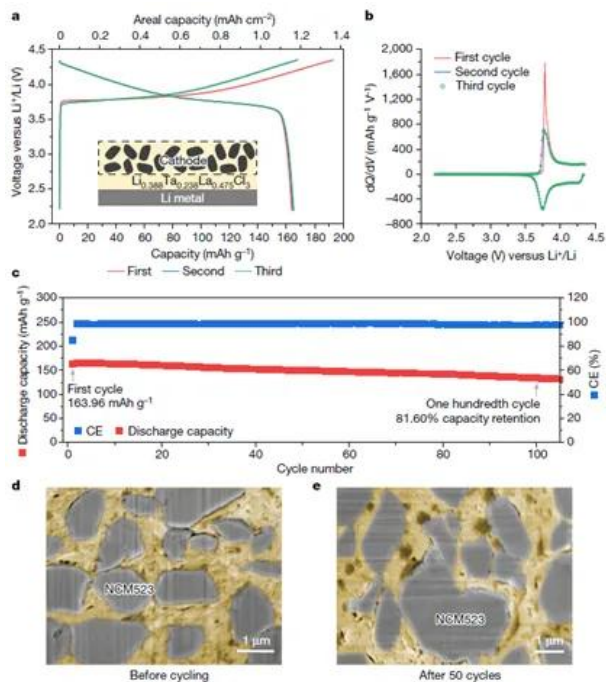 a
Areal capacity (mAh cm⁻²)
0 0.2 0.4 0.6 0.8 1.0 1.2 1.4
4.5
4.0
3.5
3.0
2.5
2.0
Voltage versus Li⁺/Li (V)
Cathode
Li₀.₃₈₈Ta₀.₂₃₈La₀.₄₇₅Cl₃
Li metal
0 20 40 60 80 100 120 140 160 180 200
Capacity (mAh g⁻¹)
First Second Third
b
2,000
1,600
1,200
800
400
0
−400
−800
dQ/dV (mAh g⁻¹ V⁻¹)
First cycle
Second cycle
Third cycle
2.0 2.5 3.0 3.5 4.0 4.5
Voltage (V) versus Li⁺/Li
c
Discharge capacity (mAh g⁻¹)
300
250
200
150
100
50
0
120
100
80
60
40
20
0
CE (%)
First cycle
163.96 mAh g⁻¹
One hundredth cycle
81.60% capacity retention
CE Discharge capacity
0 20 40 60 80 100
Cycle number
d
NCM523
1 μm
Before cycling
e
NCM523
1 μm
After 50 cycles